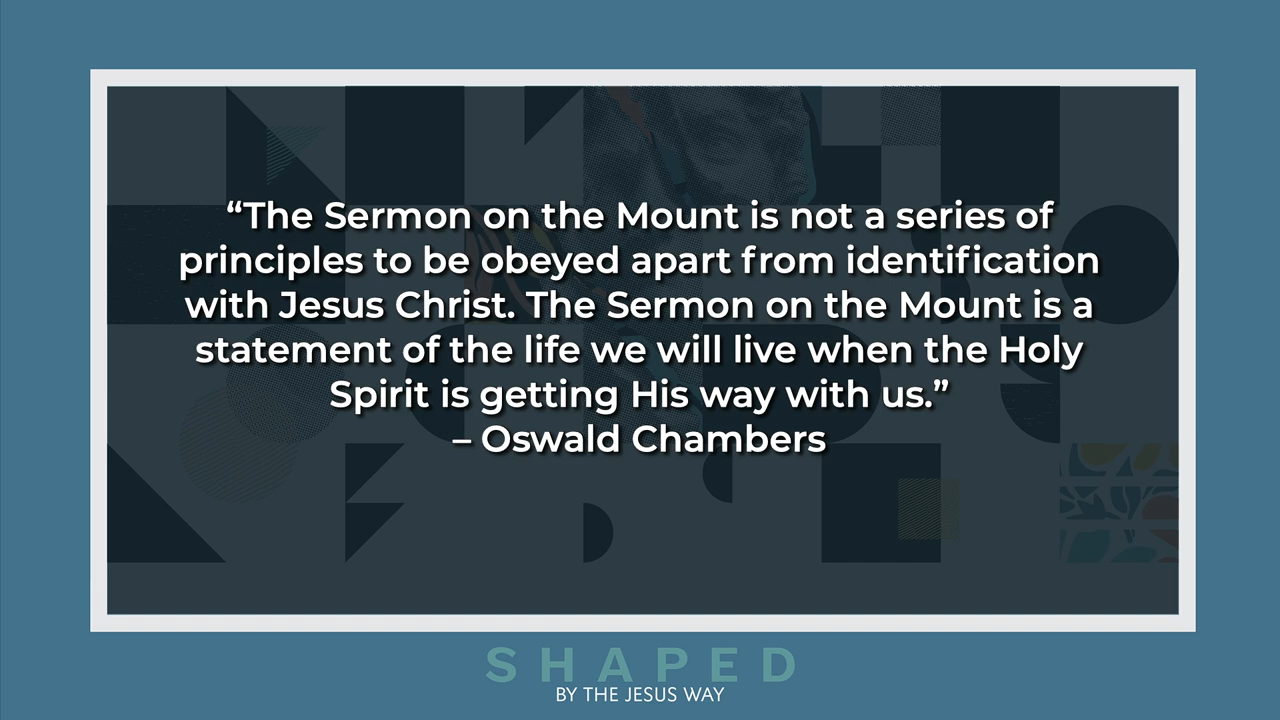 “The Sermon on the Mount is not a series of
principles to be obeyed apart from identification
with Jesus Christ. The Sermon on the Mount is a
statement of the life we will live when the Holy
Spirit is getting His way with us.”
– Oswald Chambers
SHAPED
BY THE JESUS WAY